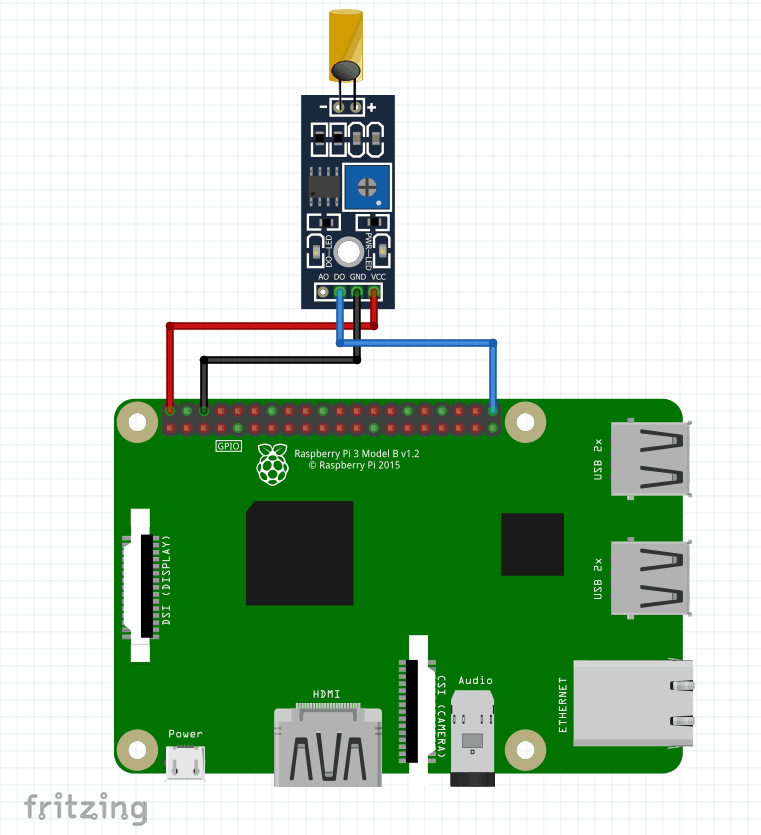 − +
DO-LED
PWR-LED
AO DO GND VCC
GPIO
Raspberry Pi 3 Model B v1.2
© Raspberry Pi 2015
USB 2x
DSI (DISPLAY)
USB 2x
HDMI
CSI (CAMERA)
Audio
ETHERNET
Power
fritzing